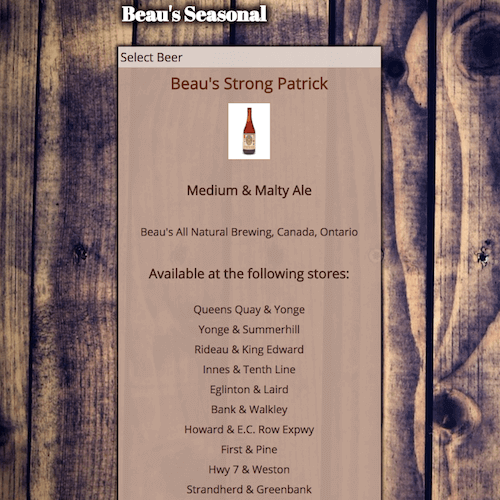 Beau's Seasonal
Select Beer
Beau's Strong Patrick
Medium & Malty Ale
Beau's All Natural Brewing, Canada, Ontario
Available at the following stores:
Queens Quay & Yonge
Yonge & Summerhill
Rideau & King Edward
Innes & Tenth Line
Eglinton & Laird
Bank & Walkley
Howard & E.C. Row Expwy
First & Pine
Hwy 7 & Weston
Strandherd & Greenbank